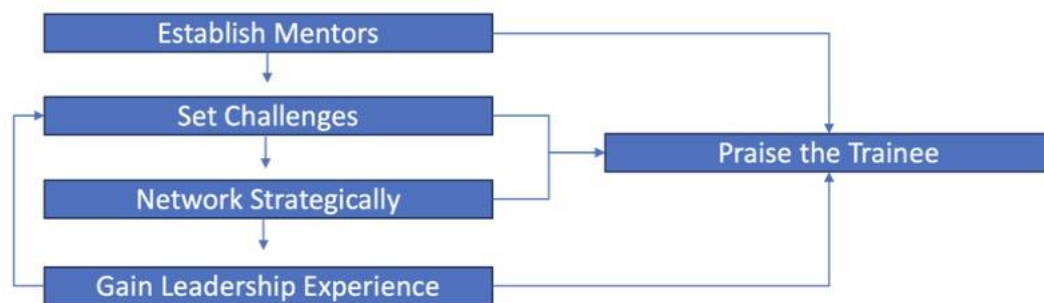 Establish Mentors
Set Challenges
Praise the Trainee
Network Strategically
Gain Leadership Experience